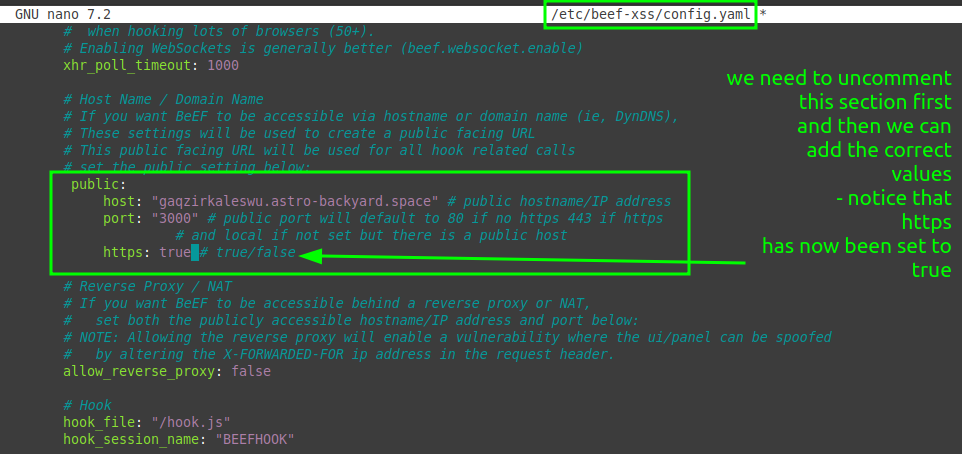 GNU nano 7.2 /etc/beef-xss/config.yaml *
# when hooking lots of browsers (50+).
# Enabling WebSockets is generally better (beef.websocket.enable)
xhr_poll_timeout: 1000
# Host Name / Domain Name
# If you want BeEF to be accessible via hostname or domain name (ie, DynDNS),
# These settings will be used to create a public facing URL
# This public facing URL will be used for all hook related calls
# set the public setting below:
public:
host: "gaqzirkaleswu.astro-backyard.space" # public hostname/IP address
port: "3000" # public port will default to 80 if no https 443 if https
# and local if not set but there is a public host
https: true # true/false
# Reverse Proxy / NAT
# If you want BeEF to be accessible behind a reverse proxy or NAT,
# set both the publicly accessible hostname/IP address and port below:
# NOTE: Allowing the reverse proxy will enable a vulnerability where the ui/panel can be spoofed
# by altering the X-FORWARDED-FOR ip address in the request header.
allow_reverse_proxy: false
# Hook
hook_file: "/hook.js"
hook_session_name: "BEEFHOOK"
we need to uncomment
this section first
and then we can
add the correct
values
- notice that
https
has now been set to
true